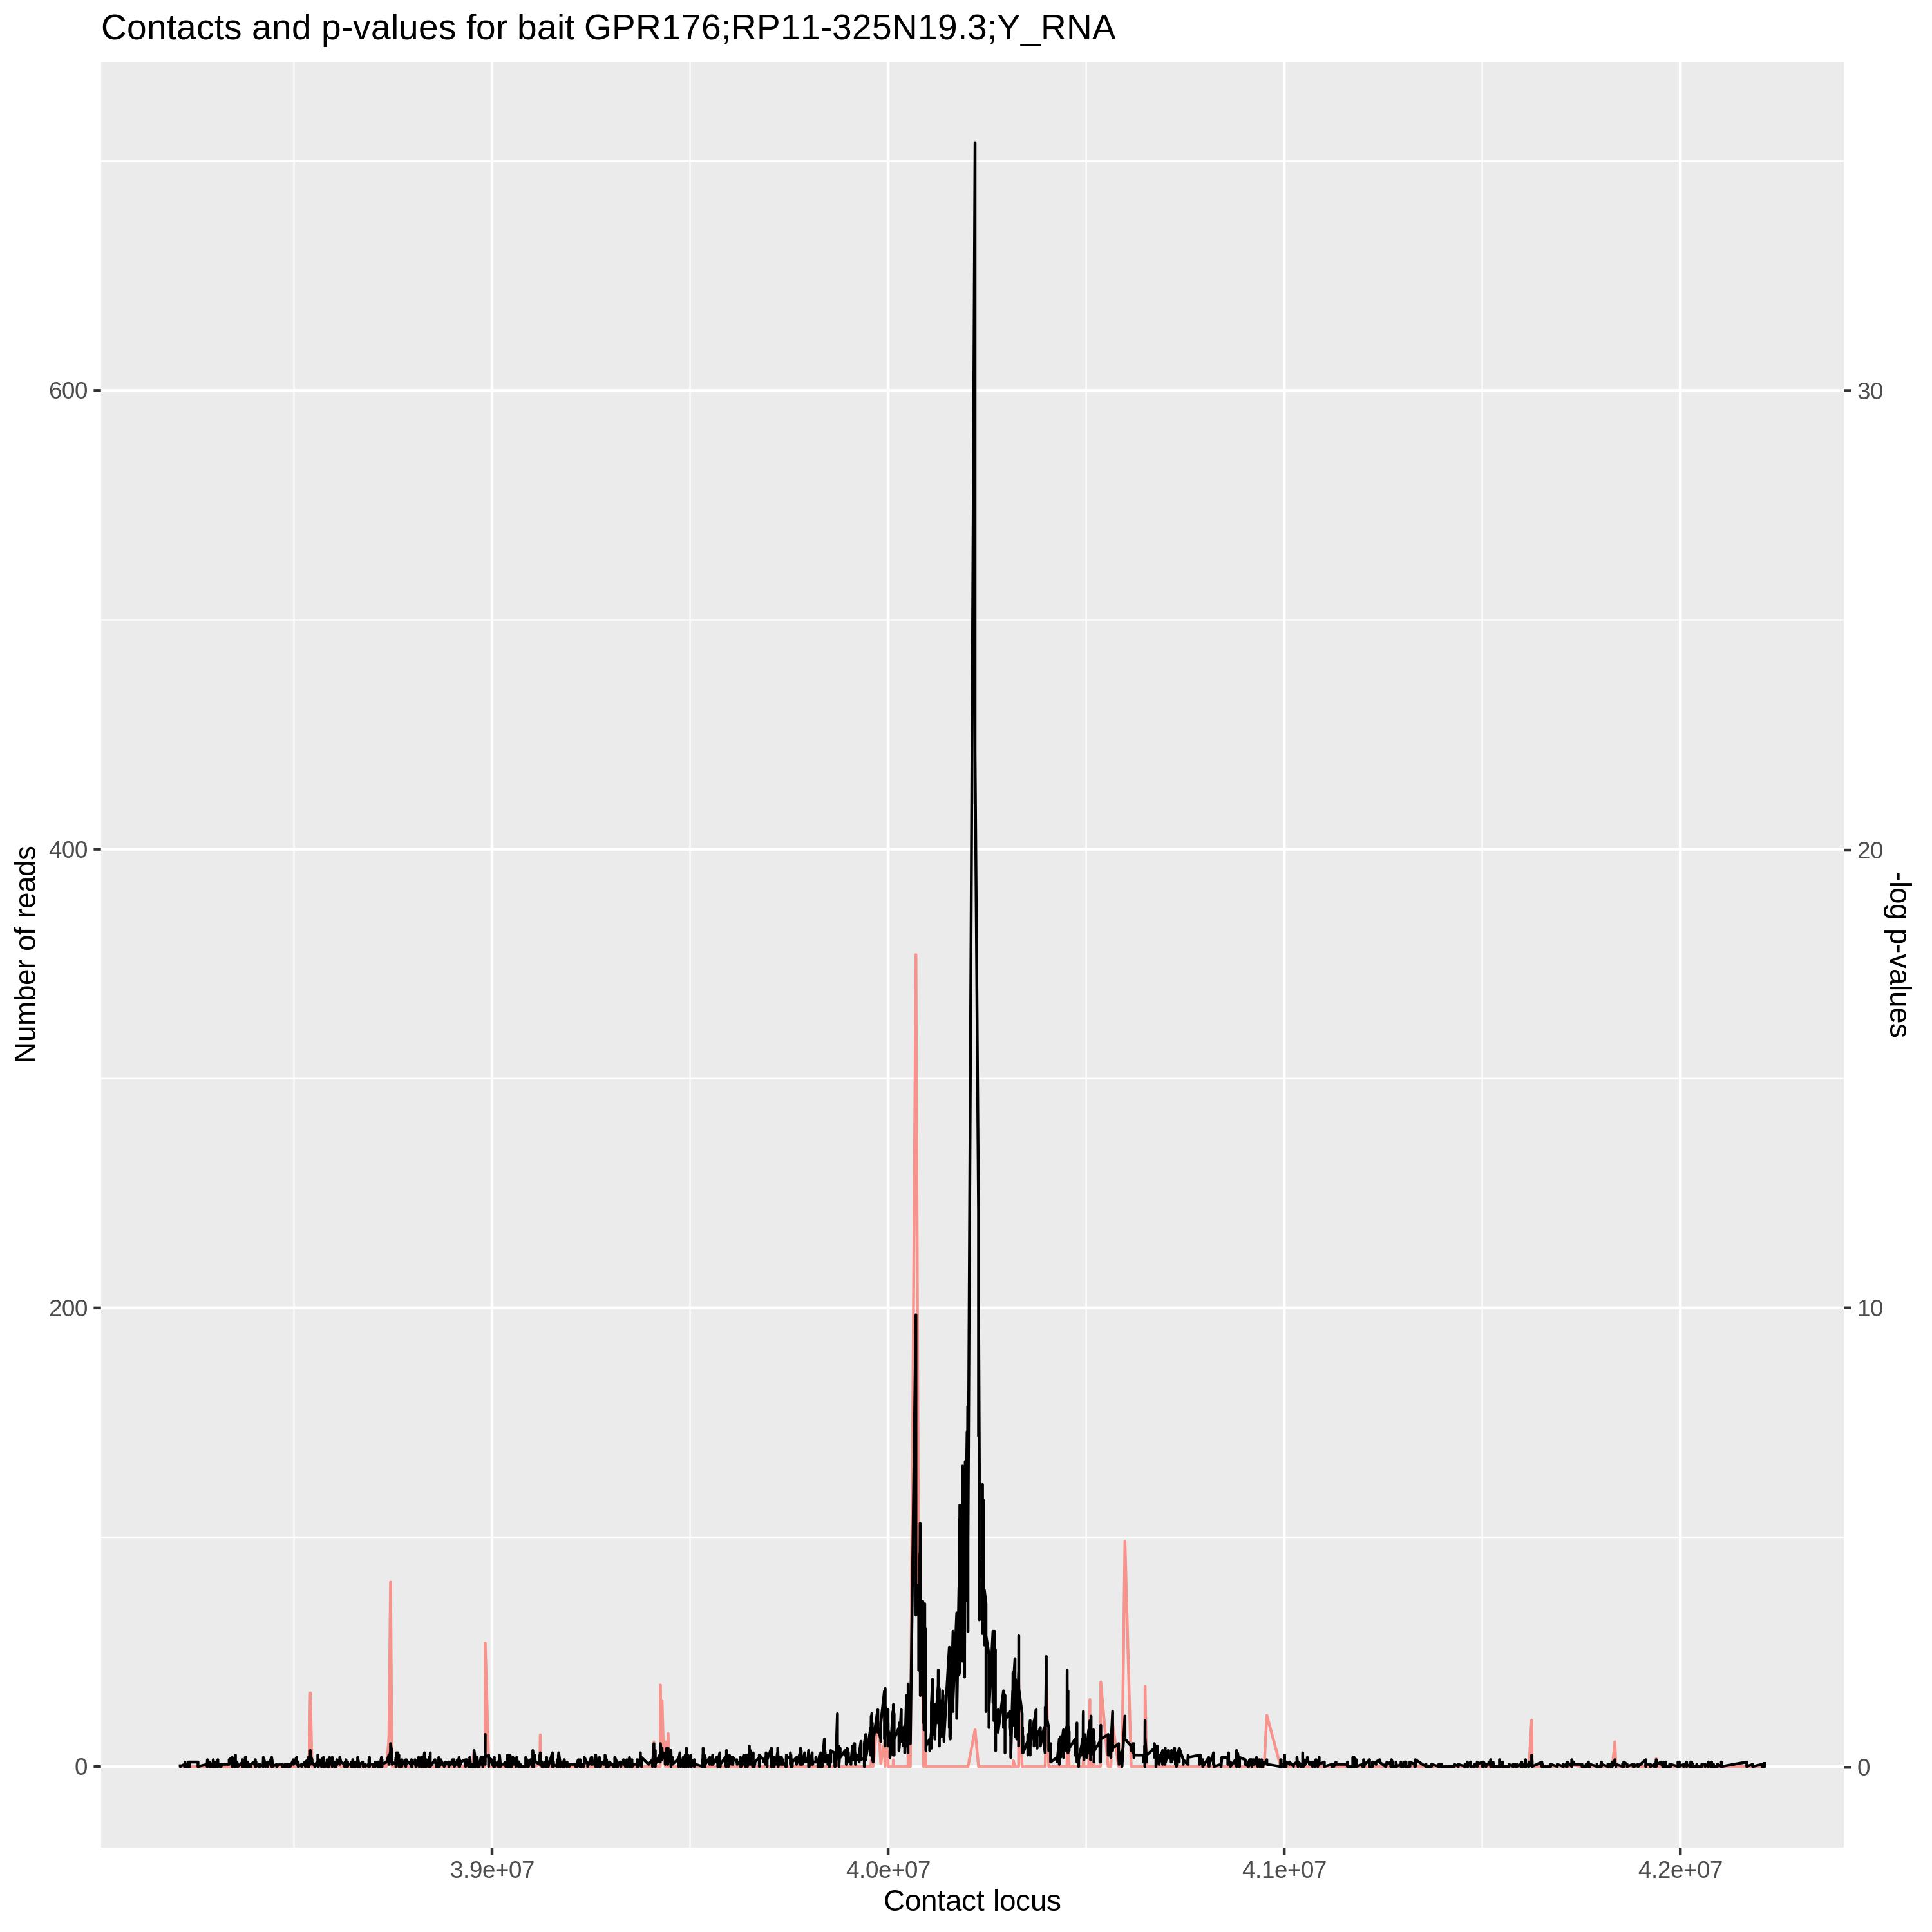 Contacts and p-values for bait GPR176;RP11-325N19.3;Y_RNA
600
400
200
0
Number of reads
30
20
10
0
-log p-values
3.9e+07
4.0e+07
4.1e+07
4.2e+07
Contact locus